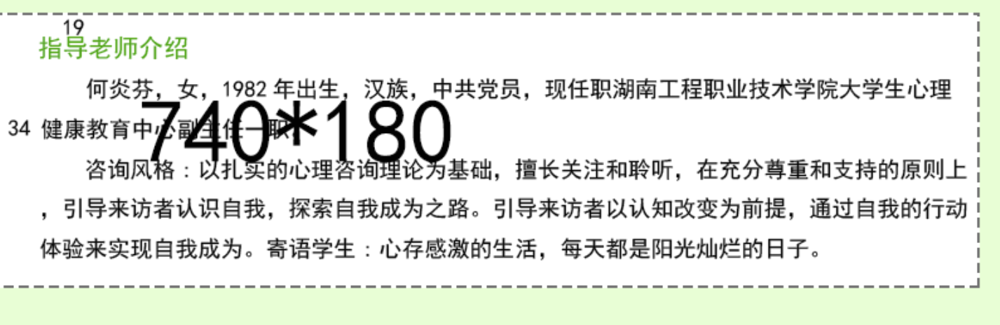 19
指导老师介绍
何炎芬，女，1982 年出生，汉族，中共党员，现任职湖南工程职业技术学院大学生心理
34 健康教育中心副主任一职。
740*180
咨询风格：以扎实的心理咨询理论为基础，擅长关注和聆听，在充分尊重和支持的原则上
，引导来访者认识自我，探索自我成为之路。引导来访者以认知改变为前提，通过自我的行动
体验来实现自我成为。寄语学生：心存感激的生活，每天都是阳光灿烂的日子。